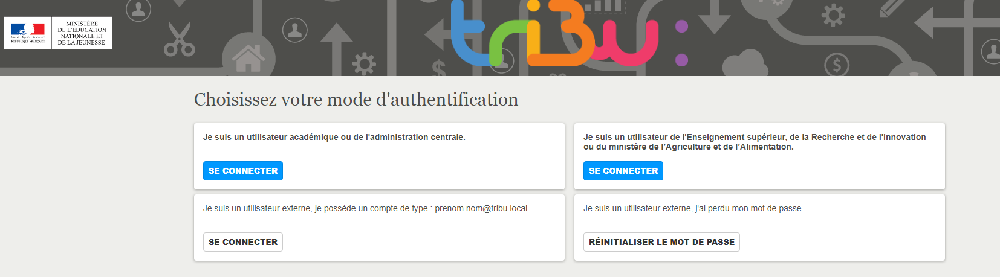 Liberté • Égalité • Fraternité
RÉPUBLIQUE FRANÇAISE
MINISTÈRE
DE L'ÉDUCATION
NATIONALE ET
DE LA JEUNESSE
triBu
Choisissez votre mode d'authentification
Je suis un utilisateur académique ou de l'administration centrale.
SE CONNECTER
Je suis un utilisateur de l'Enseignement supérieur, de la Recherche et de l'Innovation
ou du ministère de l’Agriculture et de l’Alimentation.
SE CONNECTER
Je suis un utilisateur externe, je possède un compte de type : prenom.nom@tribu.local.
SE CONNECTER
Je suis un utilisateur externe, j'ai perdu mon mot de passe.
RÉINITIALISER LE MOT DE PASSE